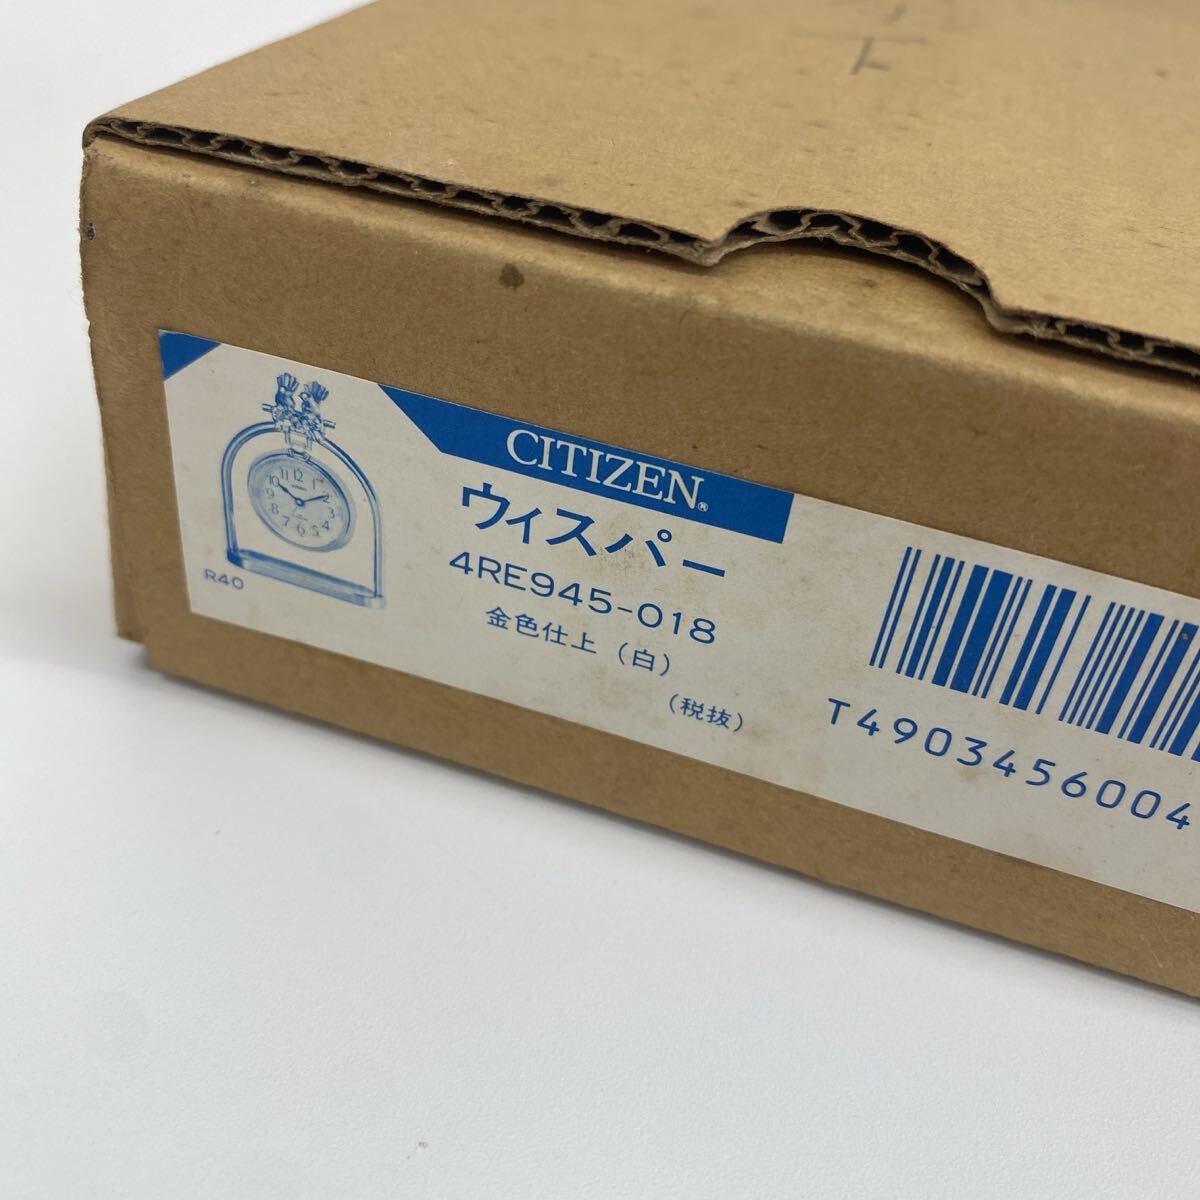 CITIZEN®
ウィスパー
4RE945-018
金色仕上（白）
（税抜）
R40
T4903456004